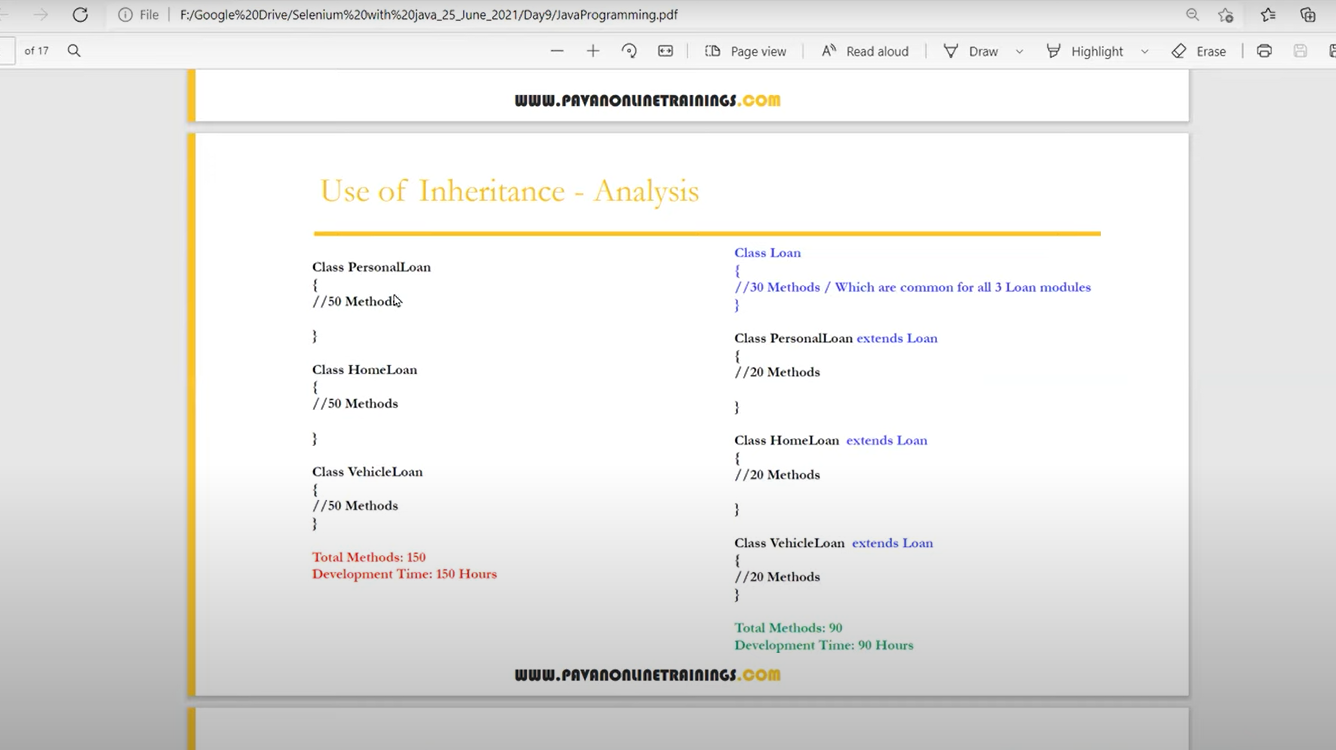 File
F:/Google%20Drive/Selenium%20with%20java_25_June_2021/Day9/JavaProgramming.pdf
of 17
Page view
Read aloud
Draw
Highlight
Erase
WWW.PAVANONLINETRAININGS.COM
Use of Inheritance - Analysis
Class PersonalLoan
{
//50 Methods
}
Class HomeLoan
{
//50 Methods
}
Class VehicleLoan
{
//50 Methods
}
Total Methods: 150
Development Time: 150 Hours
Class Loan
{
//30 Methods / Which are common for all 3 Loan modules
}
Class PersonalLoan extends Loan
{
//20 Methods
}
Class HomeLoan extends Loan
{
//20 Methods
}
Class VehicleLoan extends Loan
{
//20 Methods
}
Total Methods: 90
Development Time: 90 Hours
WWW.PAVANONLINETRAININGS.COM